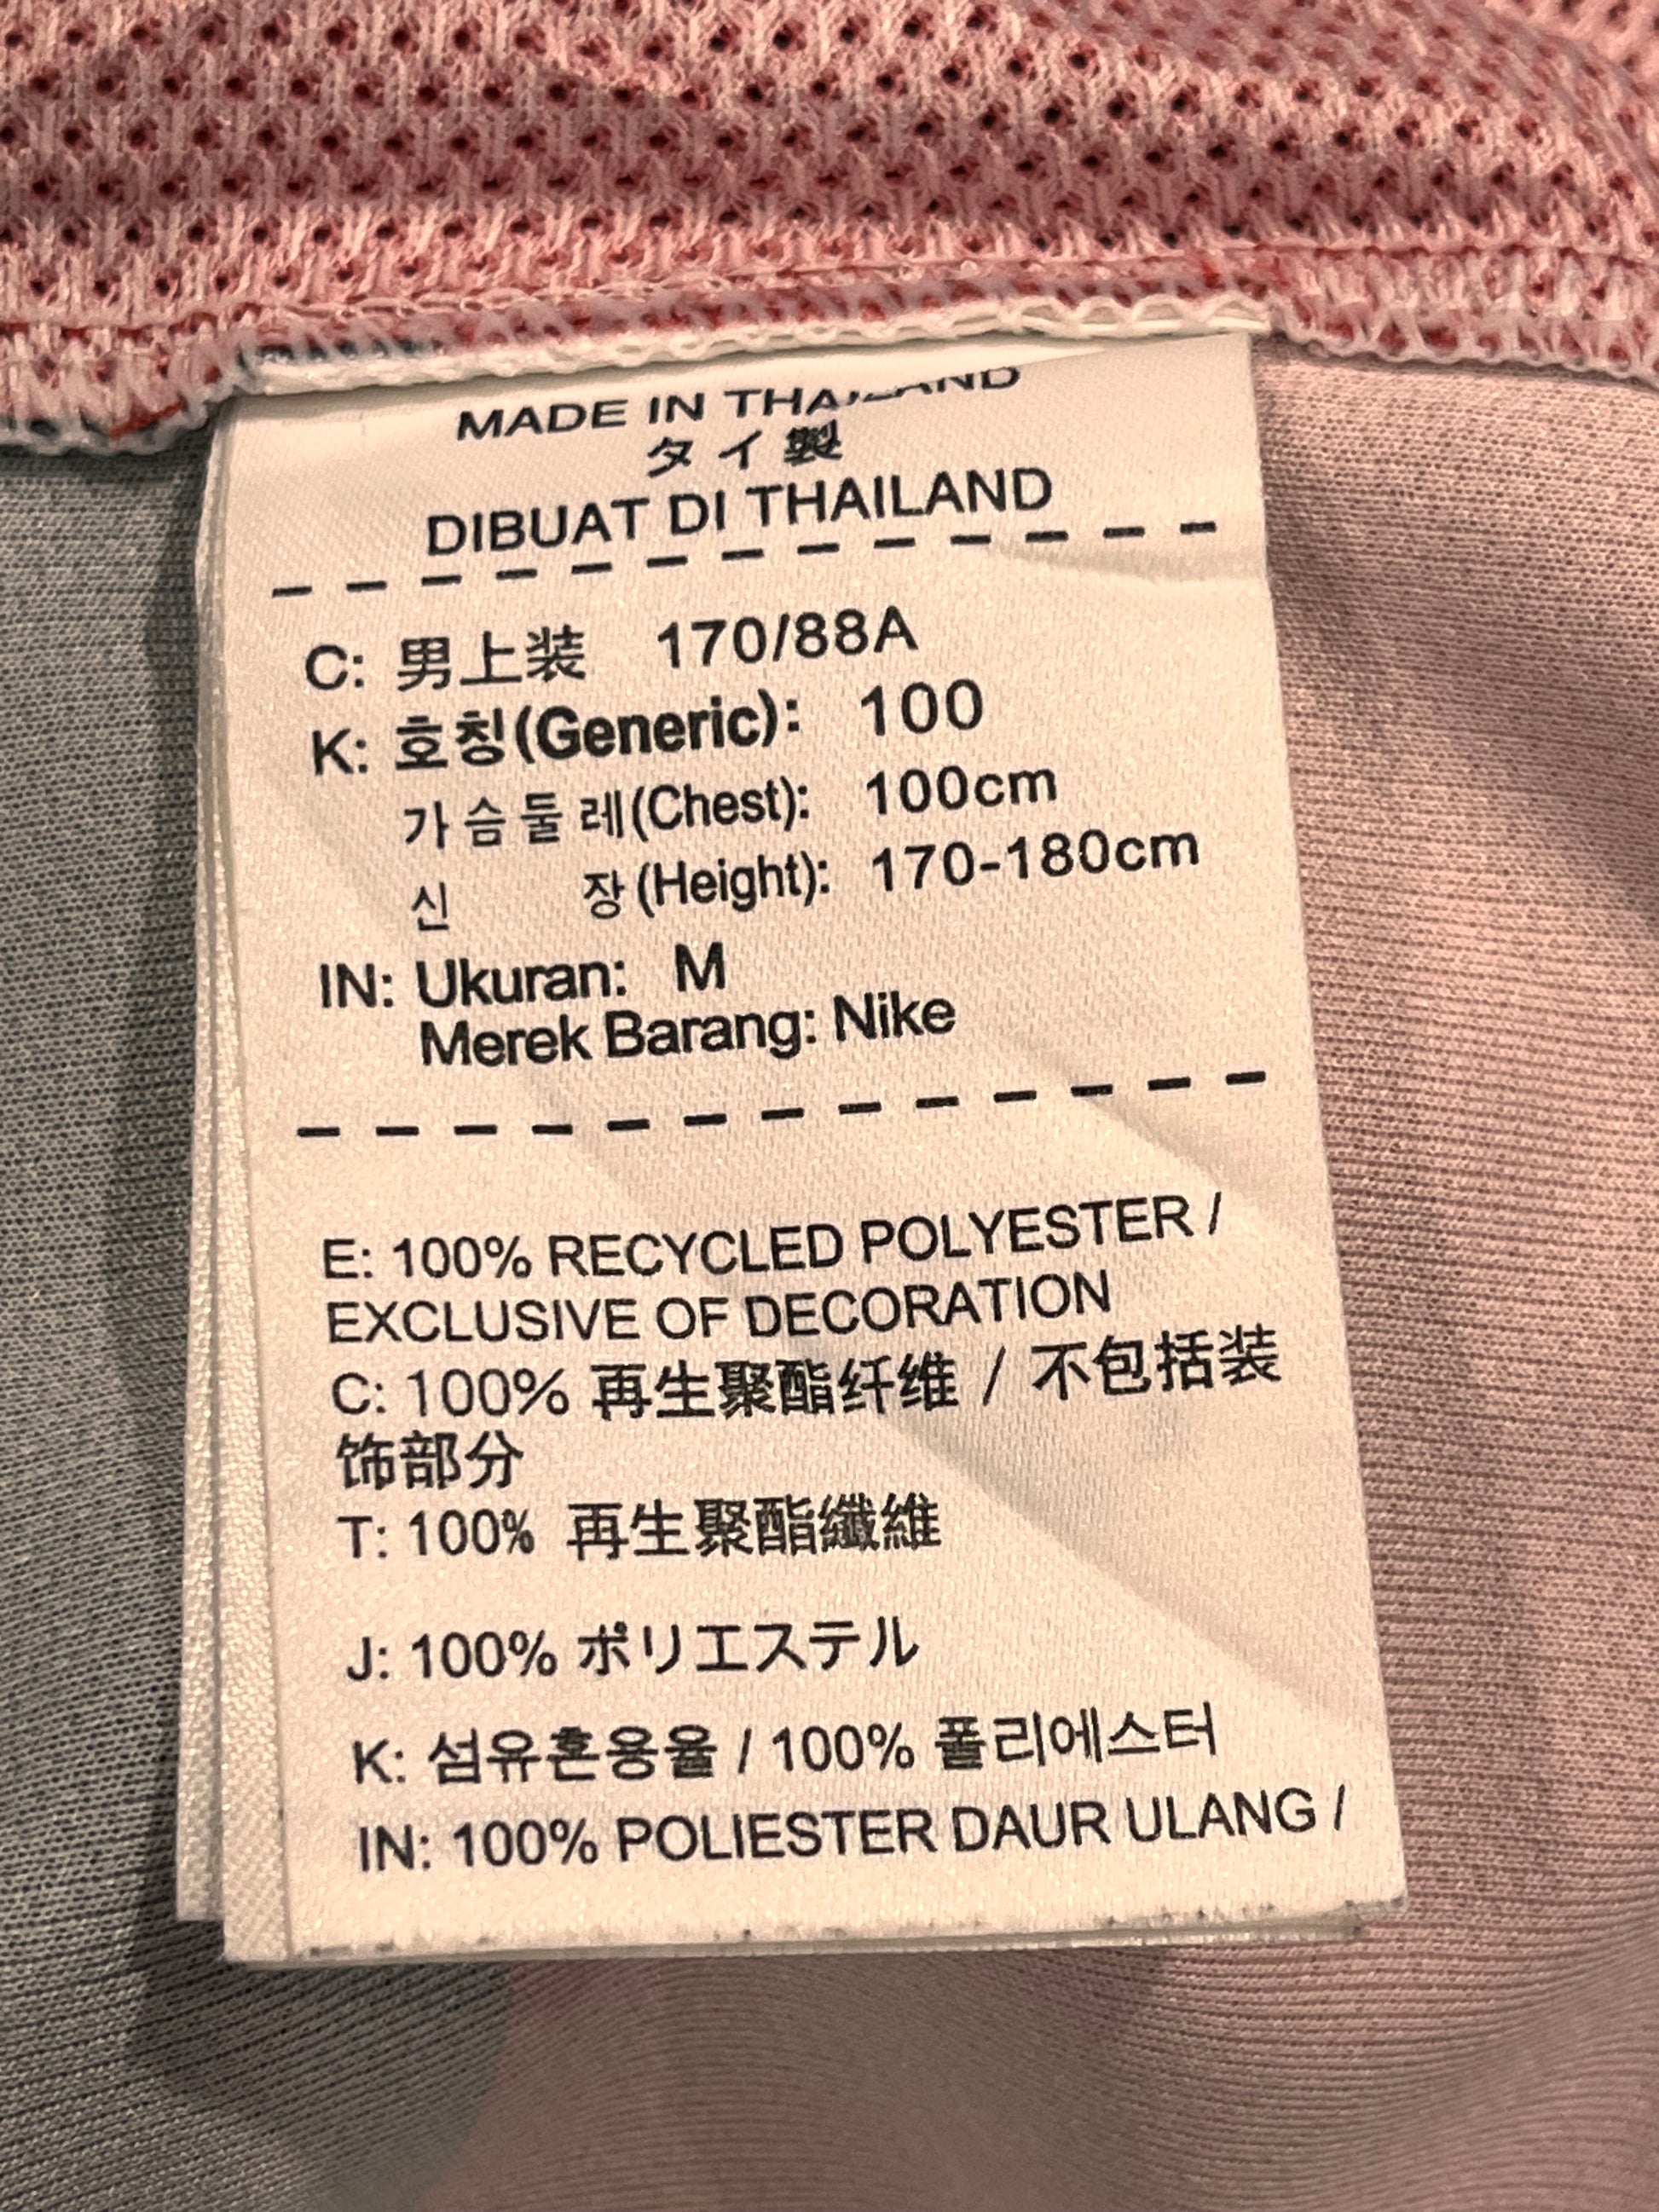 MADE IN THAILAND
タイ製
DIBUAT DI THAILAND
C: 男上装 170/88A
K: 호칭(Generic): 100
가슴둘레(Chest): 100cm
신 장(Height): 170-180cm
IN: Ukuran: M
Merek Barang: Nike
E: 100% RECYCLED POLYESTER /
EXCLUSIVE OF DECORATION
C: 100% 再生聚酯纤维 / 不包括装
饰部分
T: 100% 再生聚酯纖維
J: 100% ポリエステル
K: 섬유혼용율 / 100% 폴리에스터
IN: 100% POLIESTER DAUR ULANG /